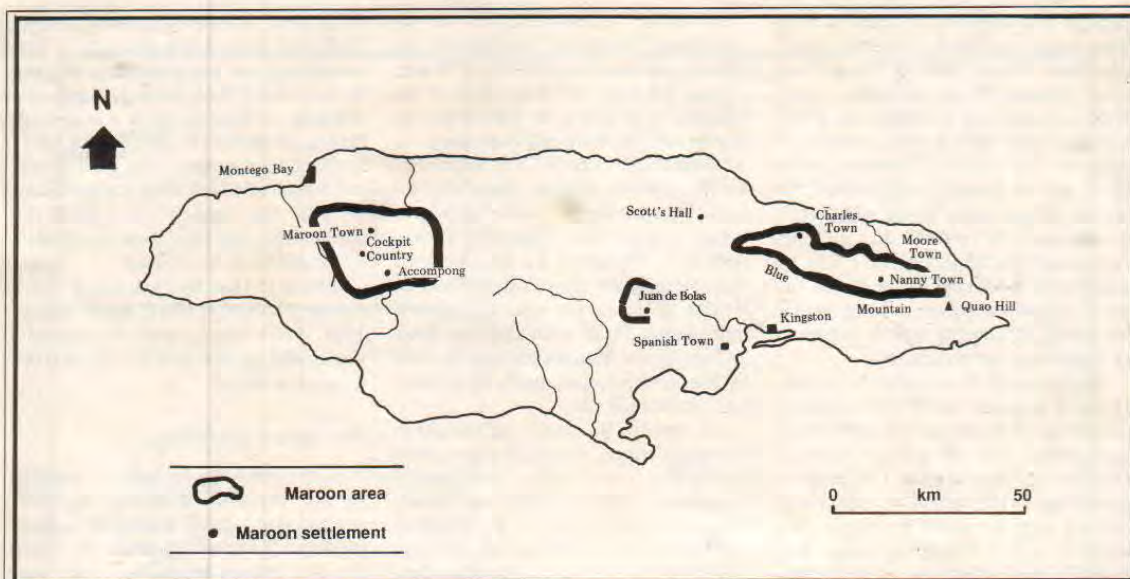 N
Montego Bay
Scott's Hall
Charles
Town
Maroon Town
Cockpit
Country
Moore
Town
Accompong
Blue
Nanny Town
Juan de Bolas
Mountain
Quao Hill
Kingston
Spanish Town
Maroon area
Maroon settlement
0 km 50